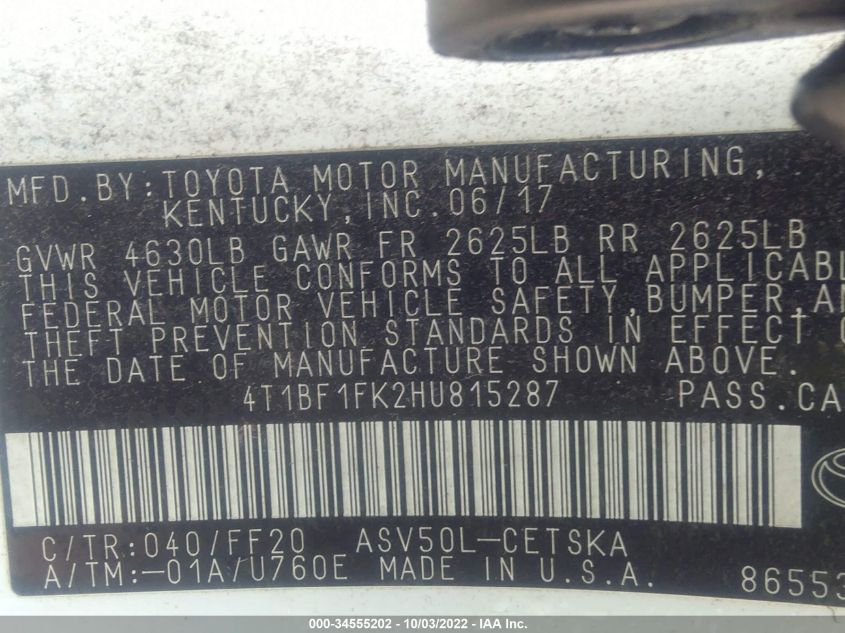 MFD. BY: TOYOTA MOTOR MANUFACTURING,
KENTUCKY, INC. 06/17
GVWR 4630LB GAWR FR 2625LB RR 2625LB
THIS VEHICLE CONFORMS TO ALL APPLICABL
FEDERAL MOTOR VEHICLE SAFETY, BUMPER, AN
THEFT PREVENTION STANDARDS IN EFFECT O
THE DATE OF MANUFACTURE SHOWN ABOVE.
4T1BF1FK2HU815287 PASS. CA
C/TR: 040/FF20 ASV50L-CETSKA
A/TM: -01A/U760E MADE IN U.S.A. 86553
000-34555202 - 10/03/2022 - IAA Inc.